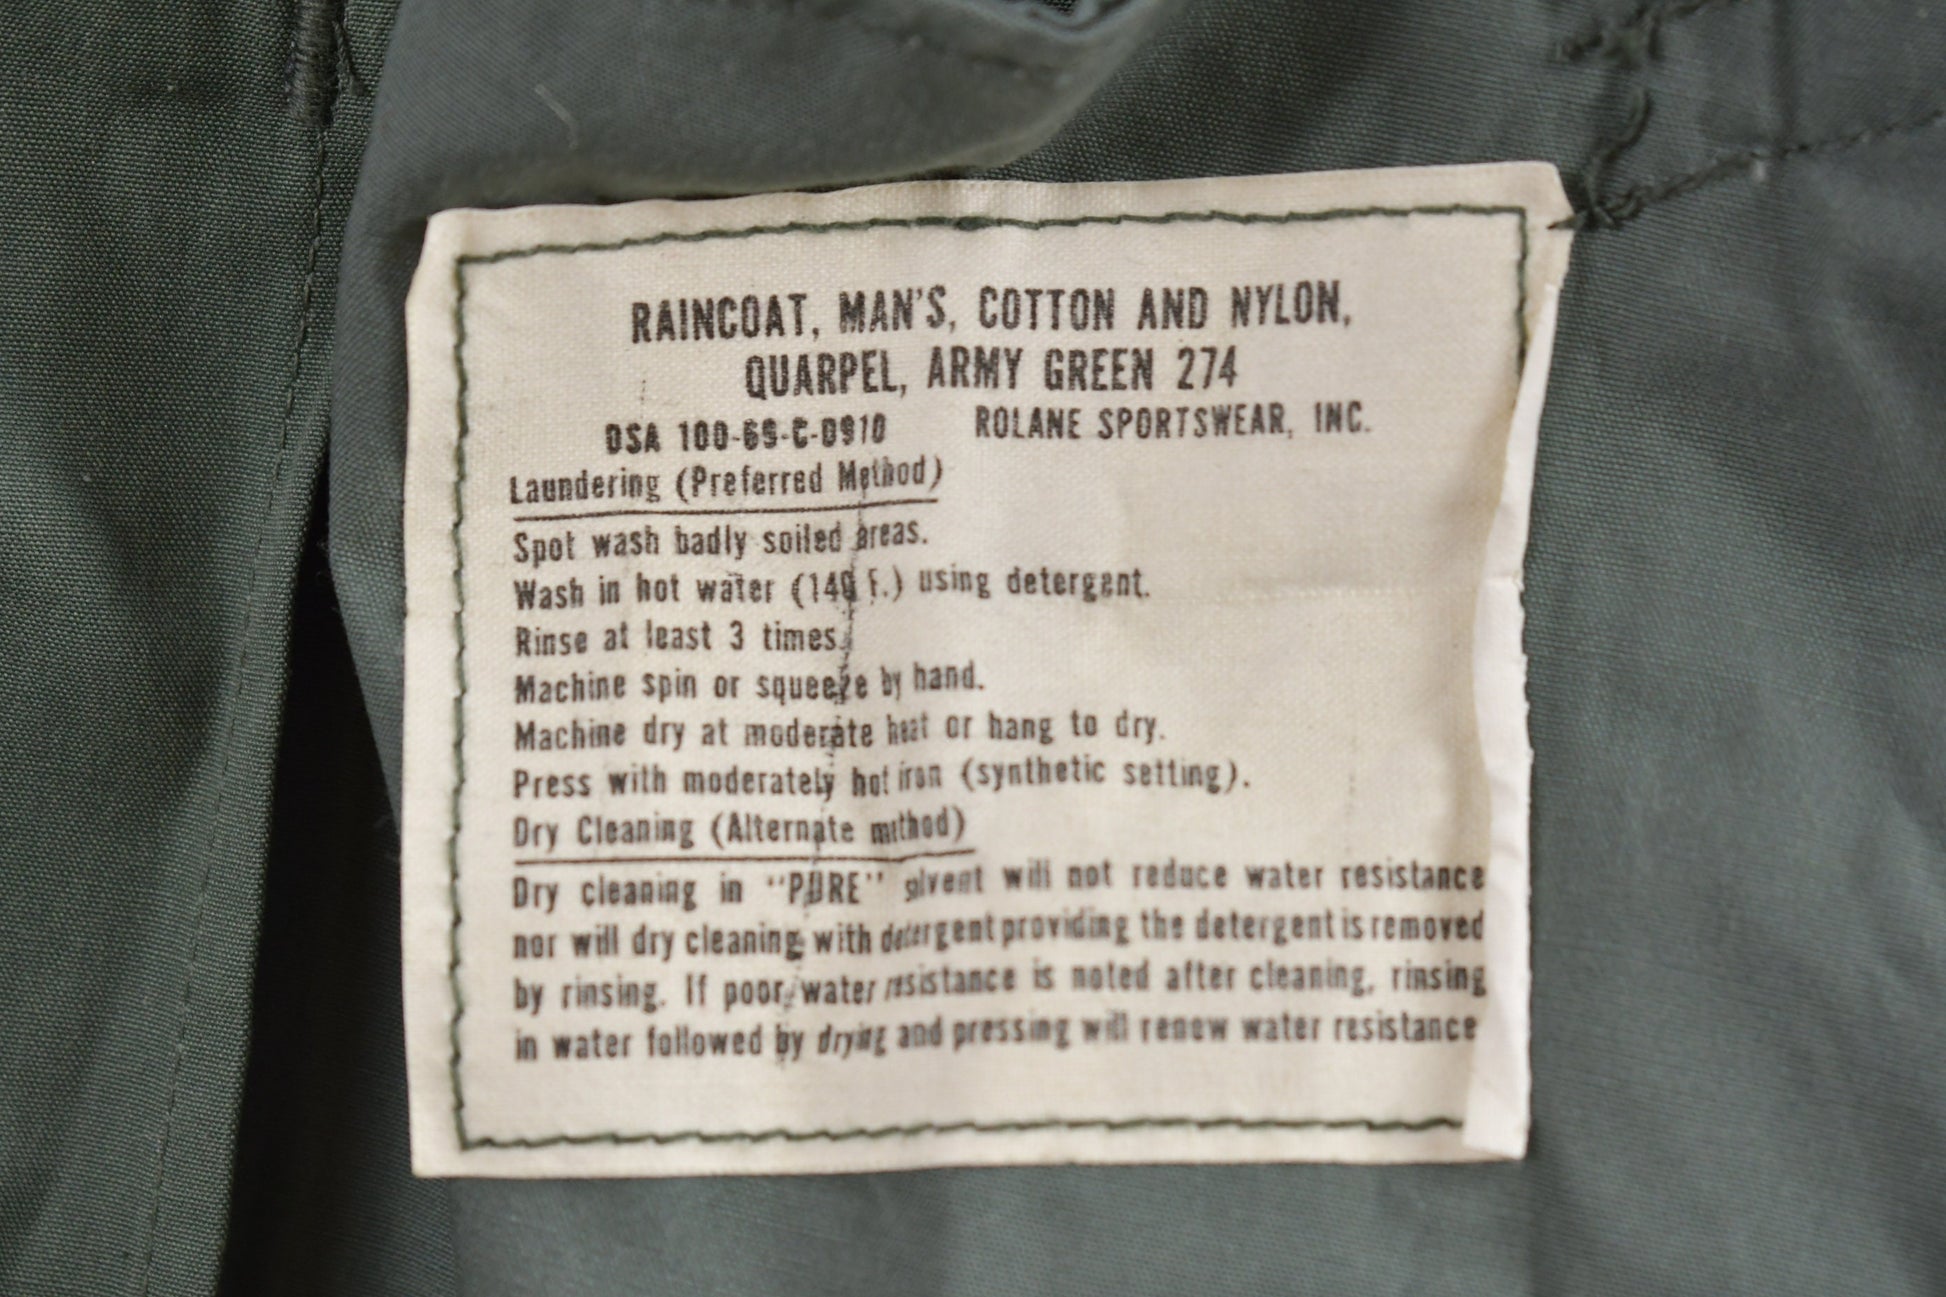 RAINCOAT, MAN'S, COTTON AND NYLON,
QUARPEL, ARMY GREEN 274
DSA 100-69-C-0910 ROLANE SPORTSWEAR, INC.
Laundering (Preferred Method)
Spot wash badly soiled areas.
Wash in hot water (140 F.) using detergent.
Rinse at least 3 times.
Machine spin or squeeze by hand.
Machine dry at moderate heat or hang to dry.
Press with moderately hot iron (synthetic setting).
Dry Cleaning (Alternate method)
Dry cleaning in "PURE" solvent will not reduce water resistance
nor will dry cleaning with detergent providing the detergent is removed
by rinsing. If poor water resistance is noted after cleaning, rinsing
in water followed by drying and pressing will renew water resistance